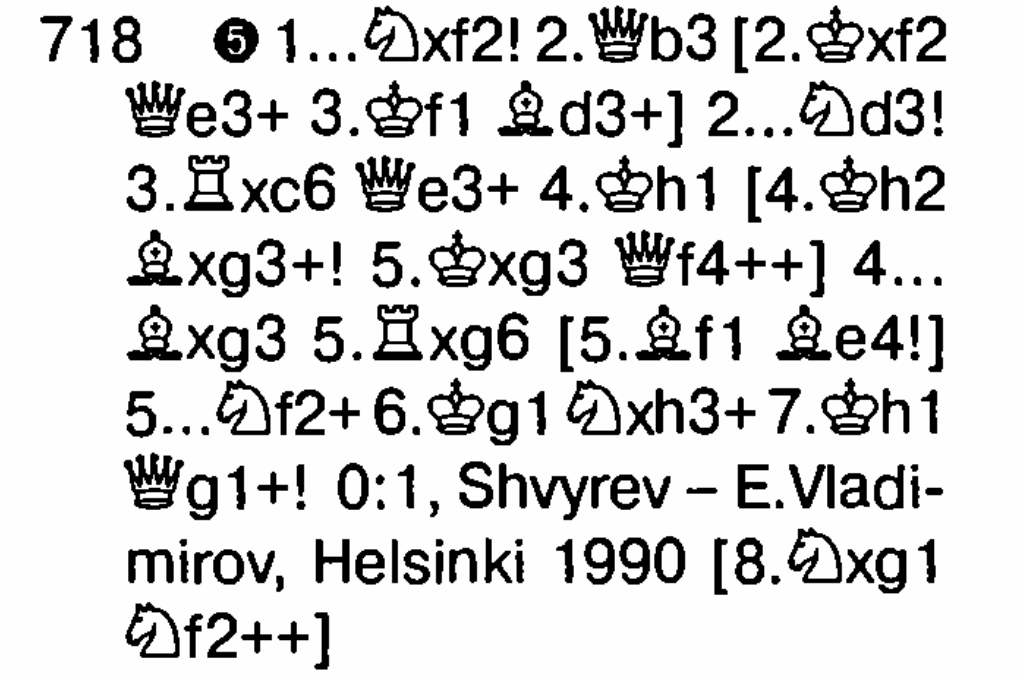 718 ❺ 1...♘xf2! 2.♕b3 [2.♔xf2
♕e3+ 3.♔f1 ♗d3+] 2...♘d3!
3.♖xc6 ♕e3+ 4.♔h1 [4.♔h2
♗xg3+! 5.♔xg3 ♕f4++] 4...
♗xg3 5.♖xg6 [5.♗f1 ♗e4!]
5...♘f2+ 6.♔g1 ♘xh3+ 7.♔h1
♕g1+! 0:1, Shvyrev – E.Vladi-
mirov, Helsinki 1990 [8.♘xg1
♘f2++]